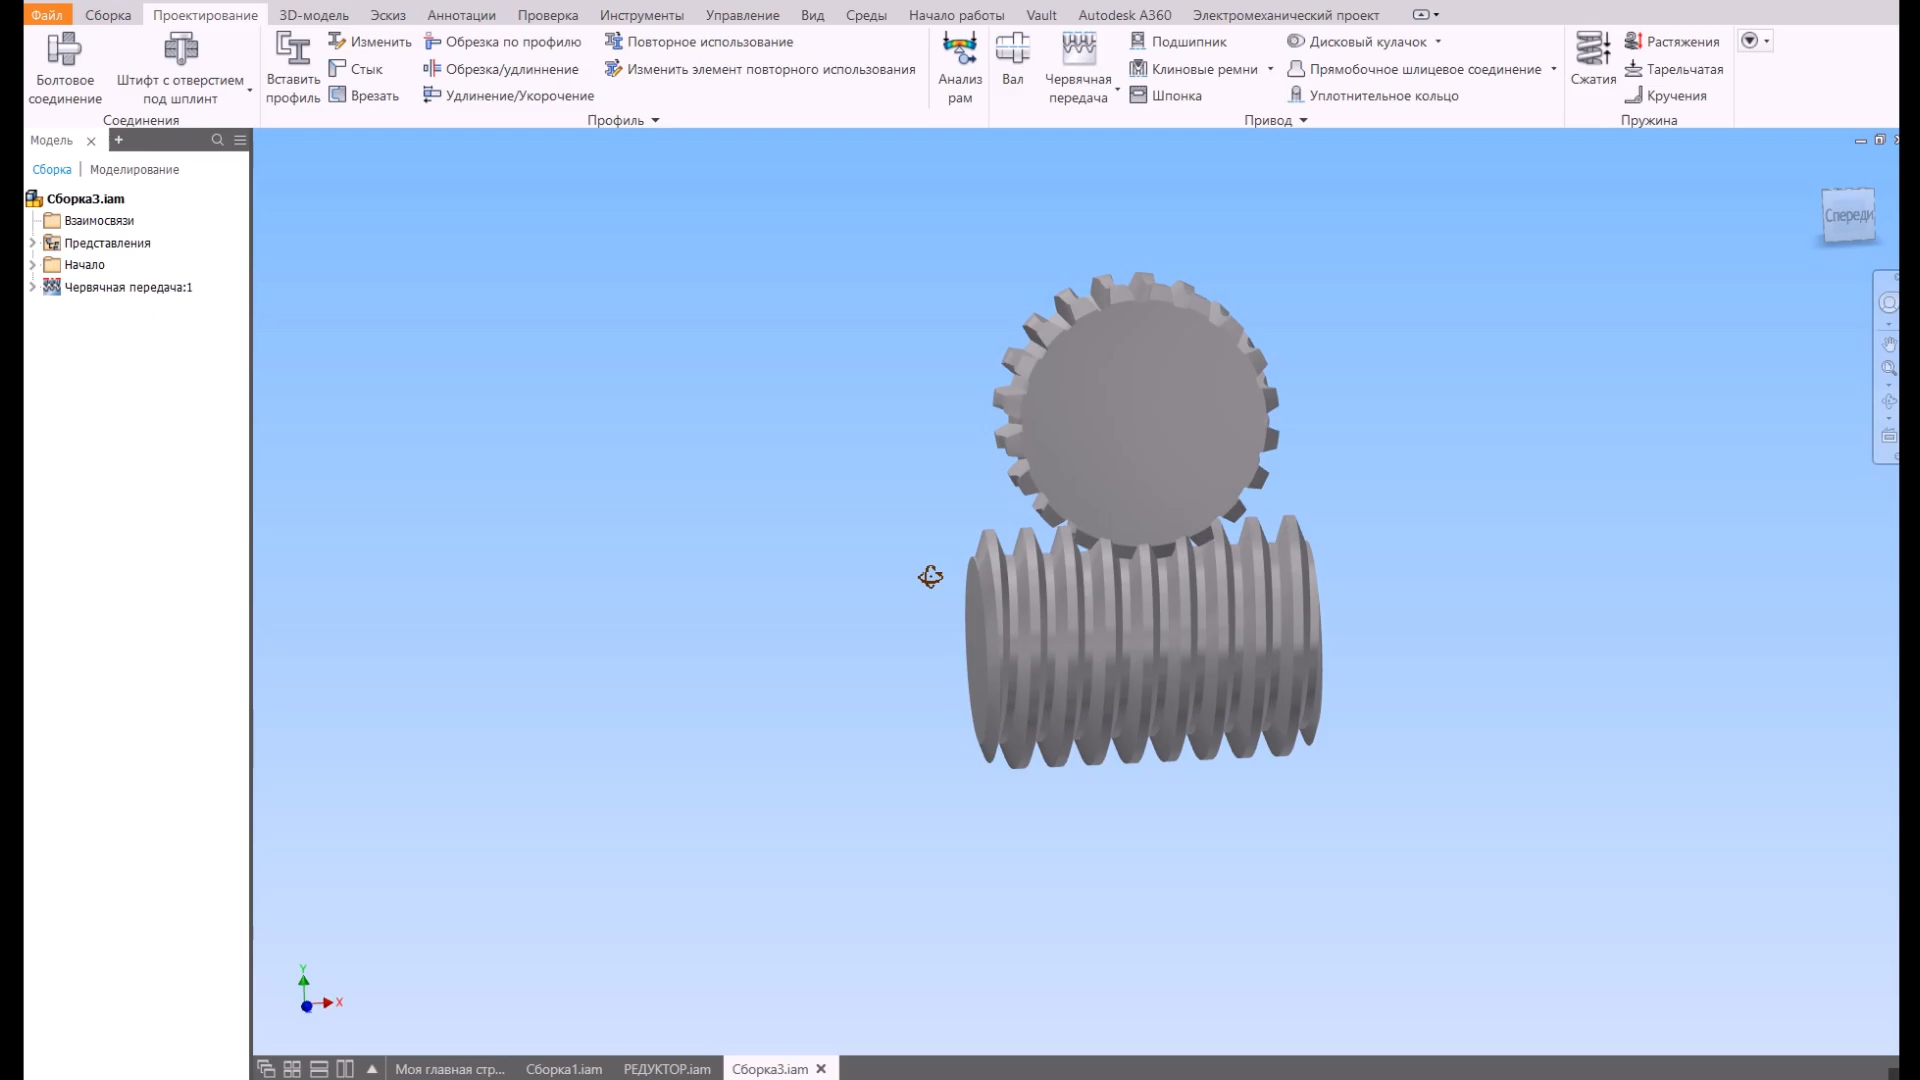 Файл Сборка Проектирование 3D-модель Эскиз Аннотации Проверка Инструменты Управление Вид Среды Начало работы Vault Autodesk A360 Электромеханический проект
Болтовое соединение
Штифт с отверстием под шплинт
Соединения
Вставить профиль
Изменить
Стык
Врезать
Обрезка по профилю
Обрезка/удлиннение
Удлинение/Укорочение
Повторное использование
Изменить элемент повторного использования
Профиль
Анализ рам
Вал
Червячная передача
Подшипник
Клиновые ремни
Шпонка
Дисковый кулачок
Прямобочное шлицевое соединение
Уплотнительное кольцо
Привод
Сжатия
Растяжения
Тарельчатая
Кручения
Пружина
Модель
Сборка | Моделирование
Сборка3.iam
Взаимосвязи
Представления
Начало
Червячная передача:1
Спереди
Y
X
Моя главная стр... Сборка1.iam РЕДУКТОР.iam Сборка3.iam